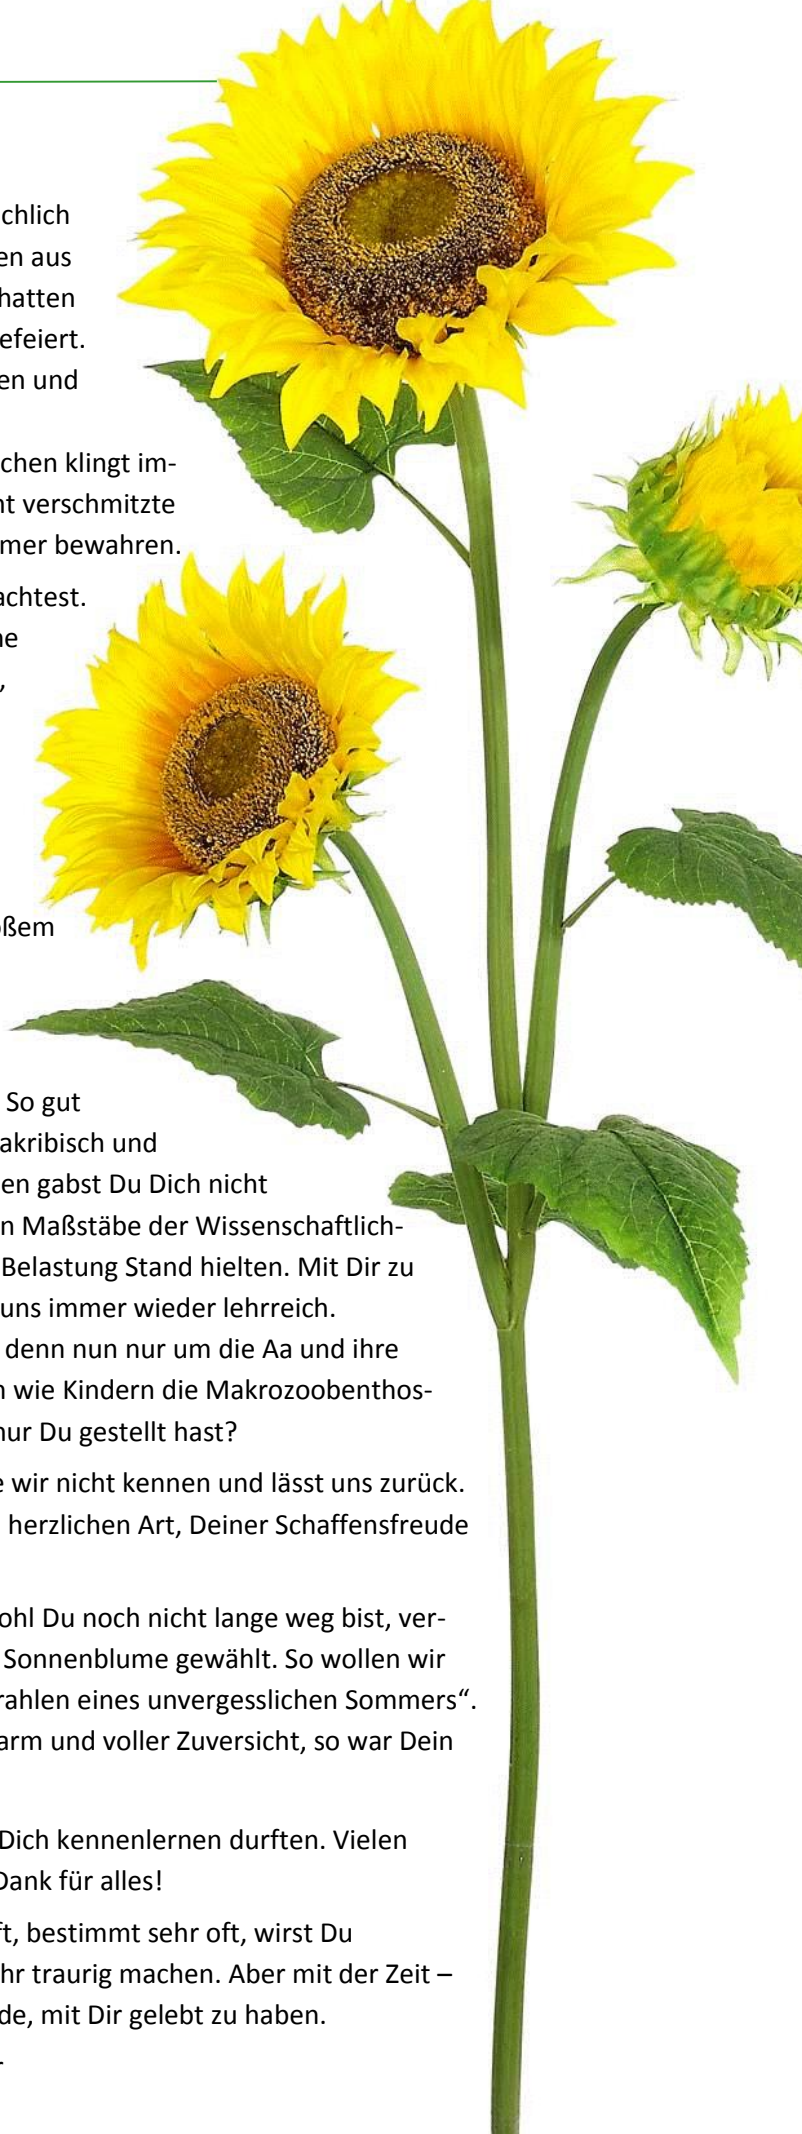 chlich
en aus
hatten
efeiert.
en und
chen klingt im-
nt verschmitzte
mer bewahren.
achtest.
ne
,
ßem
So gut
akribisch und
en gabst Du Dich nicht
n Maßstäbe der Wissenschaftlich-
Belastung Stand hielten. Mit Dir zu
uns immer wieder lehrreich.
denn nun nur um die Aa und ihre
n wie Kindern die Makrozoobenthos-
nur Du gestellt hast?
e wir nicht kennen und lässt uns zurück.
herzlichen Art, Deiner Schaffensfreude
ohl Du noch nicht lange weg bist, ver-
Sonnenblume gewählt. So wollen wir
rahlen eines unvergesslichen Sommers“.
arm und voller Zuversicht, so war Dein
Dich kennenlernen durften. Vielen
Dank für alles!
ft, bestimmt sehr oft, wirst Du
hr traurig machen. Aber mit der Zeit –
de, mit Dir gelebt zu haben.
-